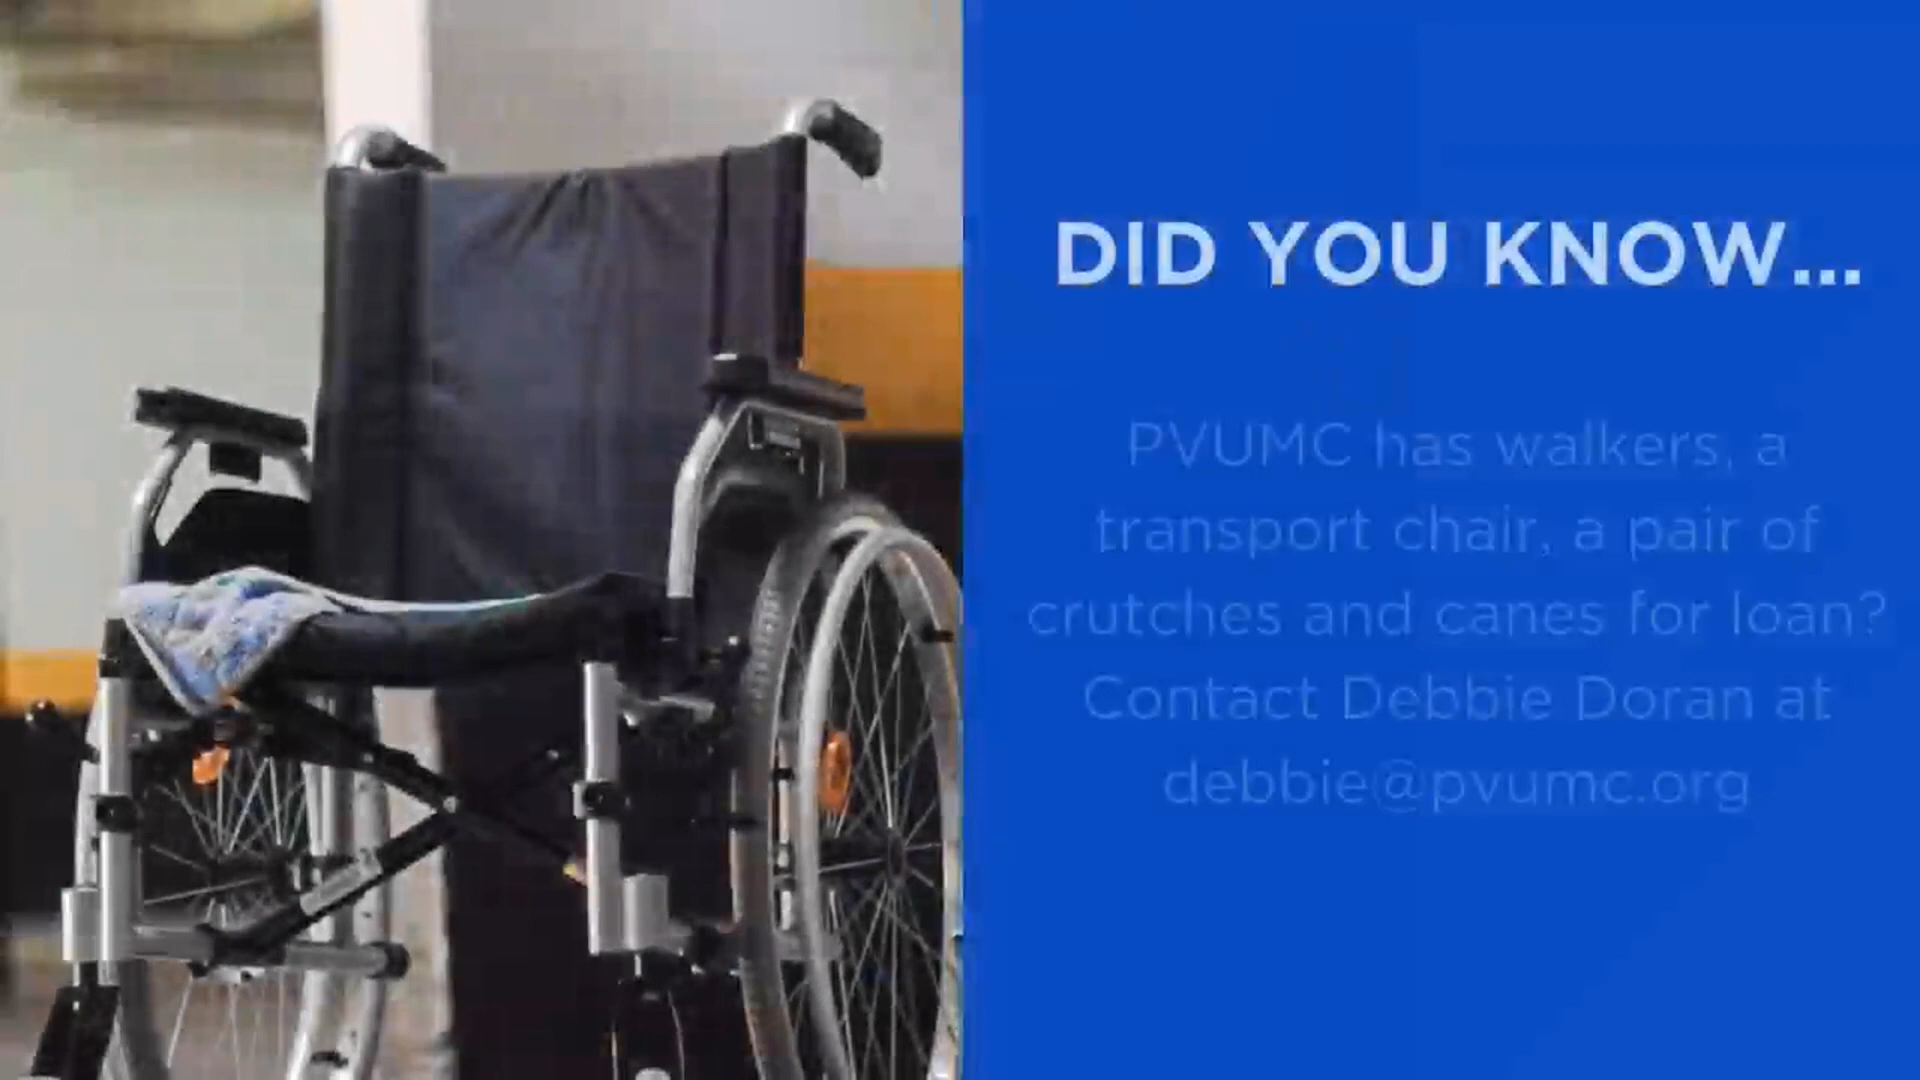 DID YOU KNOW...
PVUMC has walkers, a
transport chair, a pair of
crutches and canes for loan?
Contact Debbie Doran at
debbie@pvumc.org